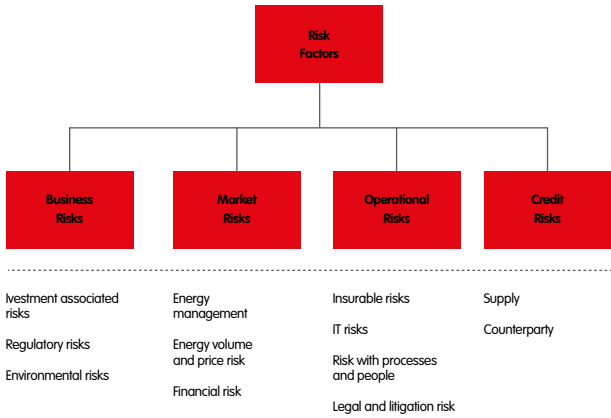 Risk
Factors
Business
Risks
Market
Risks
Operational
Risks
Credit
Risks
Ivestment associated
risks
Regulatory risks
Environmental risks
Energy
management
Energy volume
and price risk
Financial risk
Insurable risks
IT risks
Risk with processes
and people
Legal and litigation risk
Supply
Counterparty